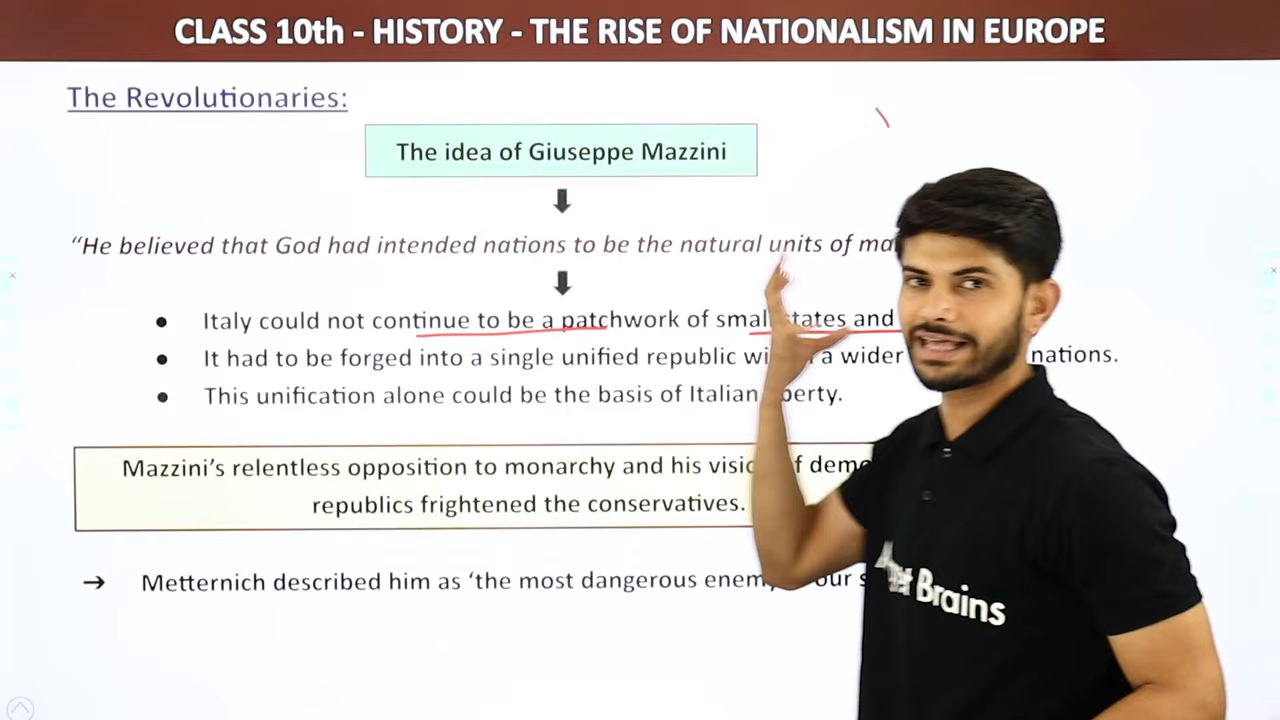 CLASS 10th - HISTORY - THE RISE OF NATIONALISM IN EUROPE
The Revolutionaries:
The idea of Giuseppe Mazzini
“He believed that God had intended nations to be the natural units of
● Italy could not continue to be a patchwork of small states and
● It had to be forged into a single unified republic a wider nations.
● This unification alone could be the basis of Italian
Mazzini’s relentless opposition to monarchy and his
republics frightened the conservatives.
➔ Metternich described him as ‘the most dangerous our
Brains